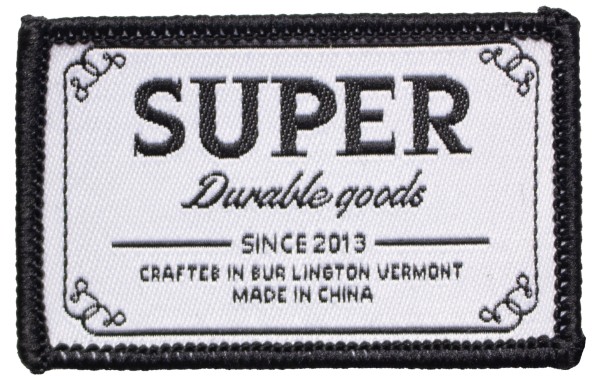 SUPER
Durable goods
SINCE 2013
CRAFTEB IN BUR LINGTON VERMONT
MADE IN CHINA